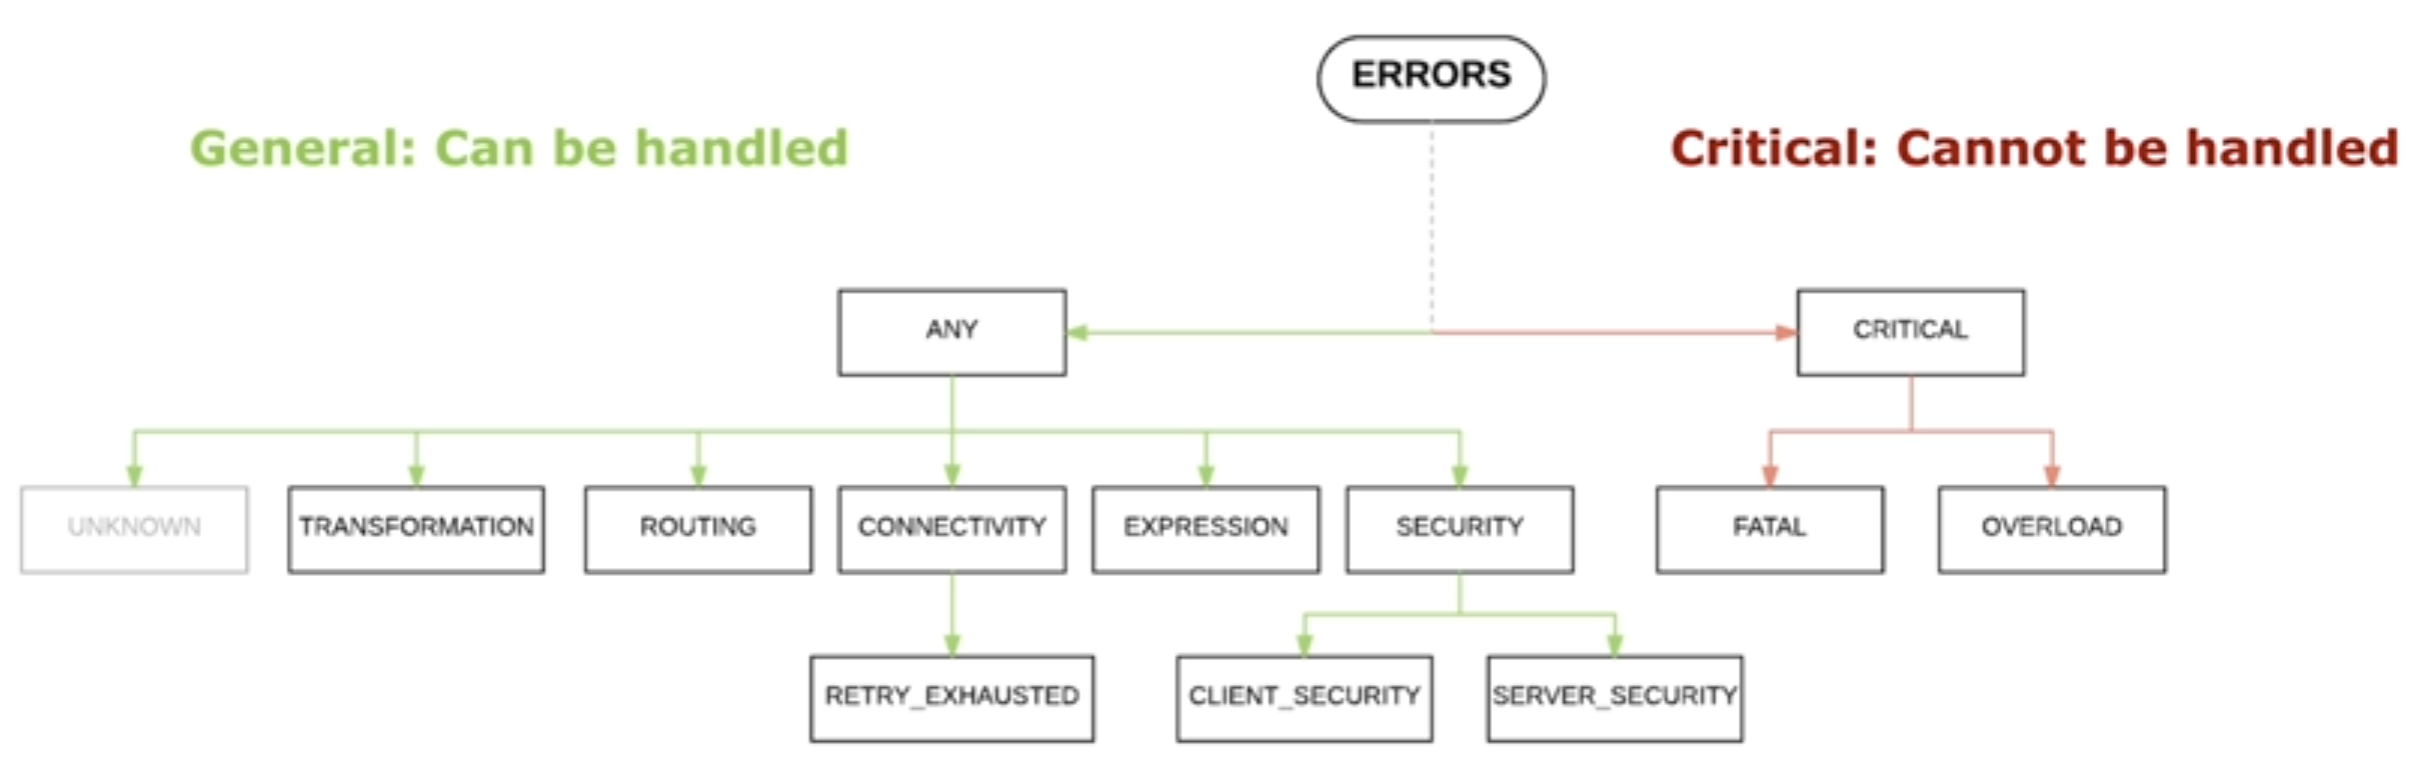 ERRORS
General: Can be handled
Critical: Cannot be handled
ANY
CRITICAL
UNKNOWN
TRANSFORMATION
ROUTING
CONNECTIVITY
EXPRESSION
SECURITY
FATAL
OVERLOAD
RETRY_EXHAUSTED
CLIENT_SECURITY
SERVER_SECURITY